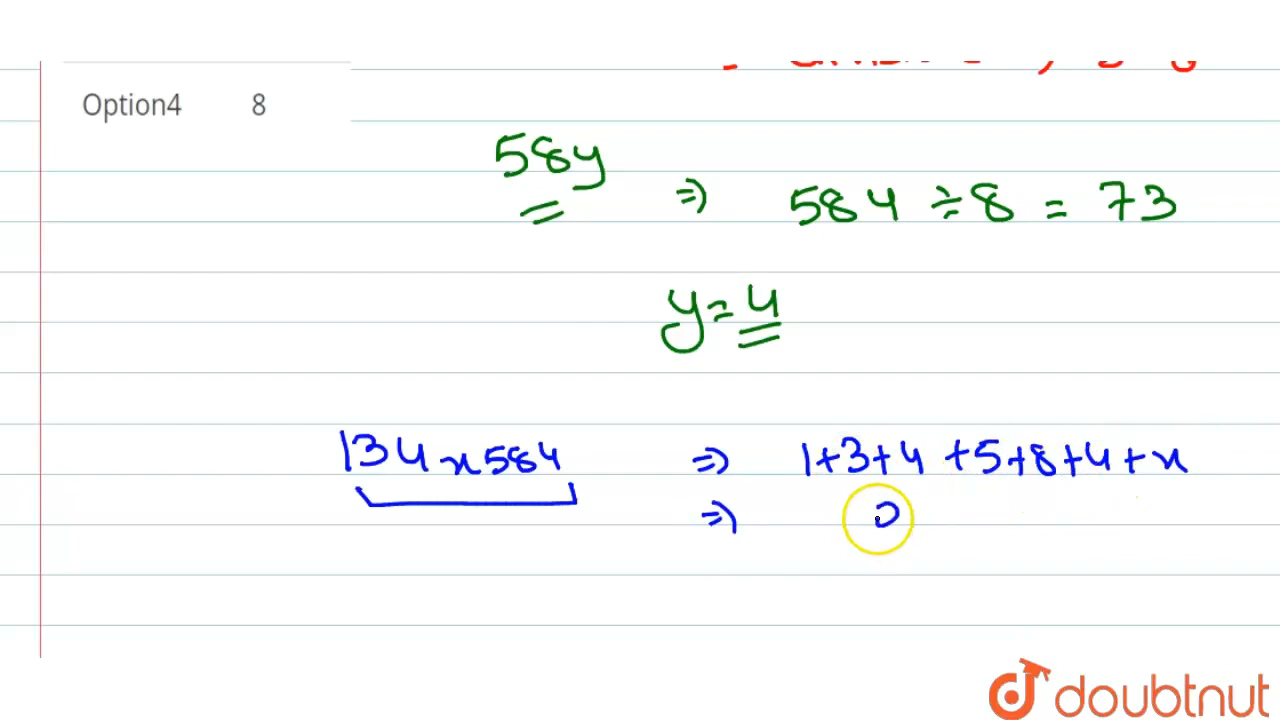 Option4 8
58y ⇒ 584 ÷ 8 = 73
y = 4
134x584 ⇒ 1+3+4+5+8+4+x
⇒ 0
doubtnut